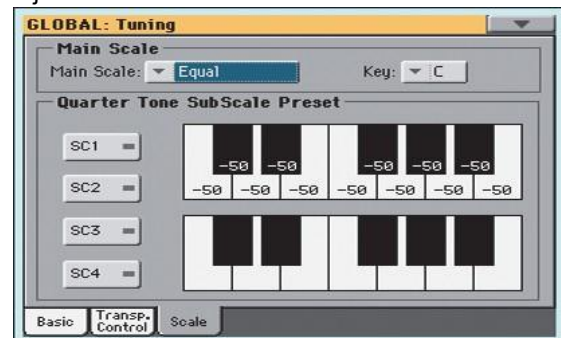 GLOBAL: Tuning
Main Scale
Main Scale: Equal Key: C
Quarter Tone SubScale Preset
SC1
-50 -50 -50 -50 -50
SC2
-50 -50 -50 -50 -50 -50 -50
SC3
SC4
Basic Transp. Control Scale